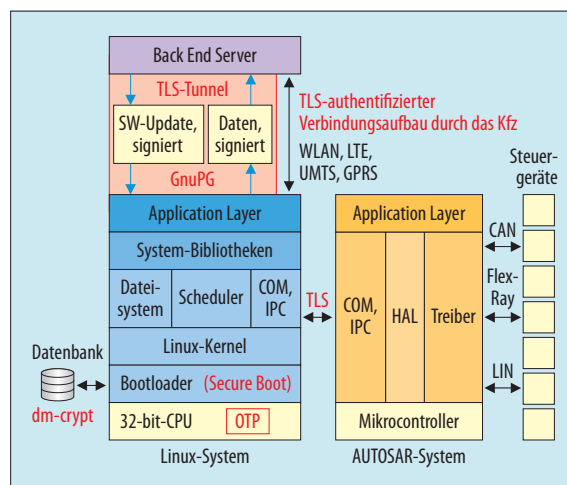 Back End Server
TLS-Tunnel
SW-Update,
signiert
Daten,
signiert
GnuPG
TLS-authentifizierter
Verbindungsaufbau durch das Kfz
WLAN, LTE,
UMTS, GPRS
Steuer-
geräte
Application Layer
System-Bibliotheken
Datei-
system
Scheduler
COM,
IPC
Linux-Kernel
Bootloader (Secure Boot)
32-bit-CPU OTP
Linux-System
Datenbank
dm-crypt
TLS
Application Layer
COM,
IPC
HAL
Treiber
Mikrocontroller
AUTOSAR-System
CAN
Flex-
Ray
LIN